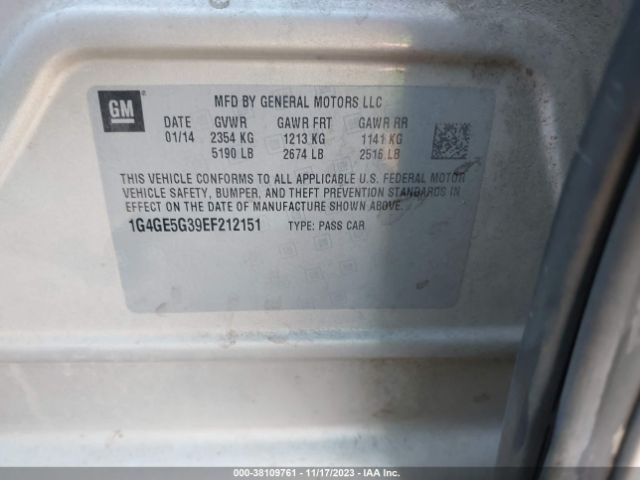 GM
MFD BY GENERAL MOTORS LLC
DATE GVWR GAWR FRT GAWR RR
01/14 2354 KG 1213 KG 1141 KG
5190 LB 2674 LB 2516 LB
THIS VEHICLE CONFORMS TO ALL APPLICABLE U.S. FEDERAL MOTOR
VEHICLE SAFETY, BUMPER, AND THEFT PREVENTION STANDARDS IN
EFFECT ON THE DATE OF MANUFACTURE SHOWN ABOVE.
1G4GE5G39EF212151 TYPE: PASS CAR
000-38109761 - 11/17/2023 - IAA Inc.